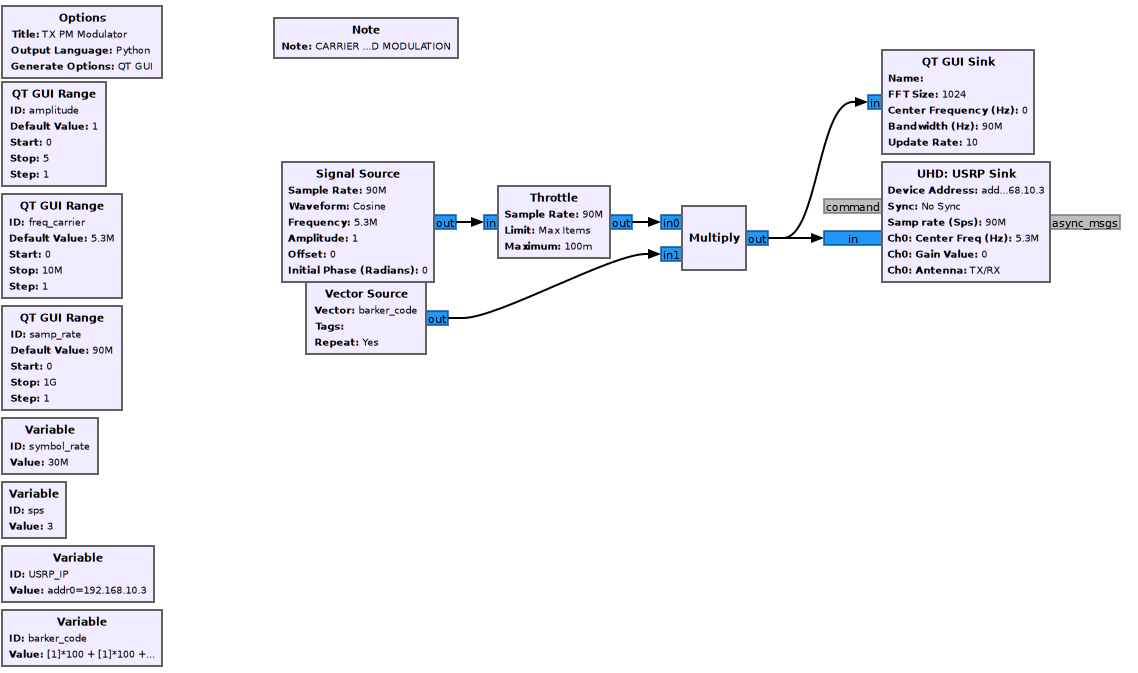 Options
Title: TX PM Modulator
Output Language: Python
Generate Options: QT GUI
QT GUI Range
ID: amplitude
Default Value: 1
Start: 0
Stop: 5
Step: 1
QT GUI Range
ID: freq_carrier
Default Value: 5.3M
Start: 0
Stop: 10M
Step: 1
QT GUI Range
ID: samp_rate
Default Value: 90M
Start: 0
Stop: 1G
Step: 1
Variable
ID: symbol_rate
Value: 30M
Variable
ID: sps
Value: 3
Variable
ID: USRP_IP
Value: addr0=192.168.10.3
Variable
ID: barker_code
Value: [1]*100 + [1]*100 +...
Note
Note: CARRIER ...D MODULATION
Signal Source
Sample Rate: 90M
Waveform: Cosine
Frequency: 5.3M
Amplitude: 1
Offset: 0
Initial Phase (Radians): 0
out
Vector Source
Vector: barker_code
Tags:
Repeat: Yes
out
in
Throttle
Sample Rate: 90M
Limit: Max Items
Maximum: 100m
out
in0
in1
Multiply
out
in
QT GUI Sink
Name:
FFT Size: 1024
Center Frequency (Hz): 0
Bandwidth (Hz): 90M
Update Rate: 10
command
in
UHD: USRP Sink
Device Address: add...68.10.3
Sync: No Sync
Samp rate (Sps): 90M
Ch0: Center Freq (Hz): 5.3M
Ch0: Gain Value: 0
Ch0: Antenna: TX/RX
async_msgs